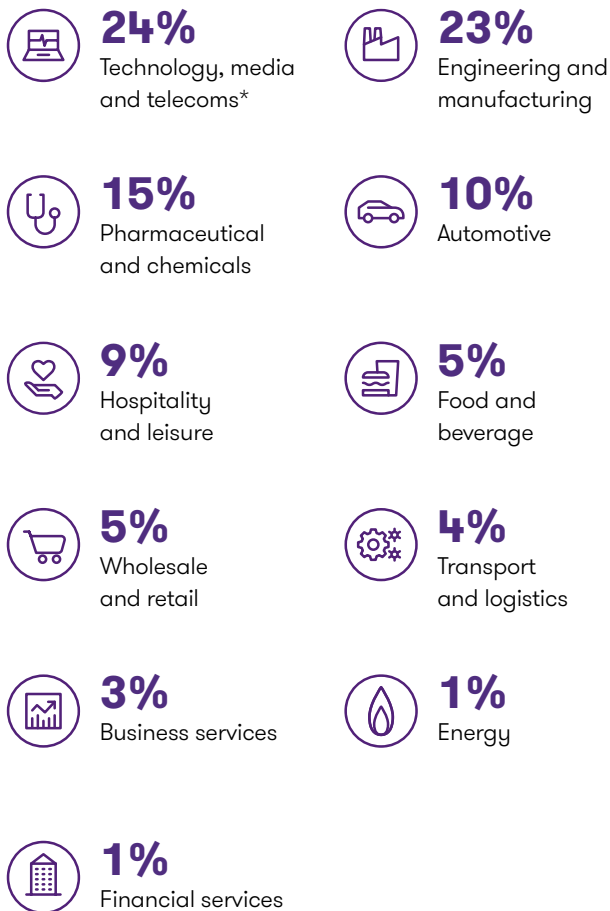 24%
Technology, media
and telecoms*
23%
Engineering and
manufacturing
15%
Pharmaceutical
and chemicals
10%
Automotive
9%
Hospitality
and leisure
5%
Food and
beverage
5%
Wholesale
and retail
4%
Transport
and logistics
3%
Business services
1%
Energy
1%
Financial services